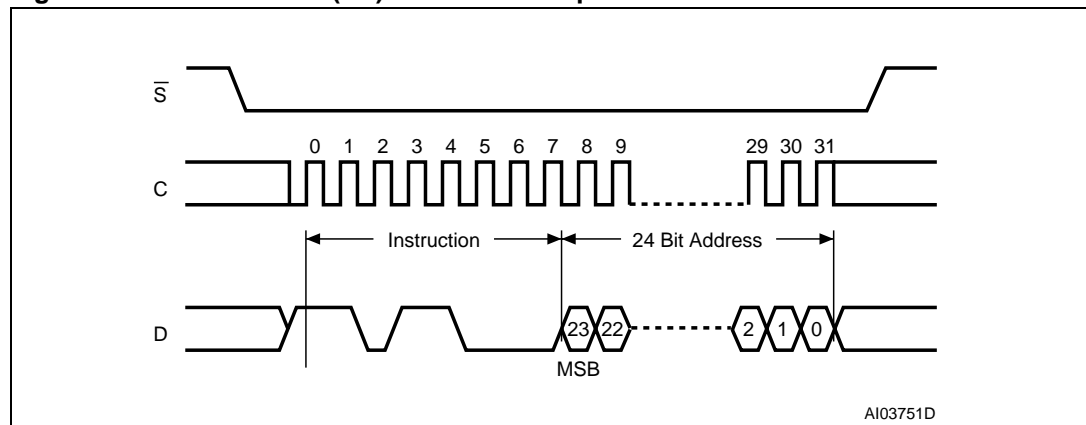 S
0 1 2 3 4 5 6 7 8 9 29 30 31
C
Instruction 24 Bit Address
D 23 22 2 1 0
MSB
AI03751D